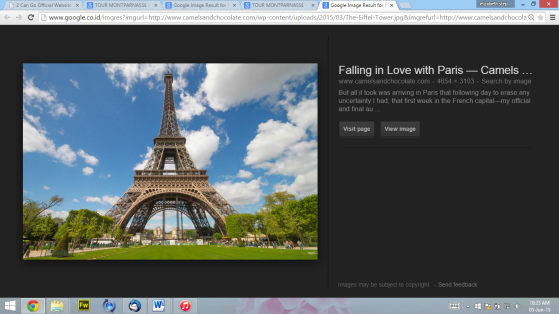 2 Can Go Official Websit
TOUR MONTPARNASSE
Google Image Result for
TOUR MONTPARNASSE
Google Image Result for
www.google.co.id/imgres?imgurl=http://www.camelsandchocolate.com/wp-content/uploads/2015/03/The-Eiffel-Tower.jpg&imgrefurl=http://www.camelsandchocola
Falling in Love with Paris — Camels ...
www.camelsandchocolate.com - 4654 × 3103 - Search by image
But all it took was arriving in Paris that following day to erase any
uncertainty I had; that first week in the French capital—my official
and final au ...
Visit page
View image
Images may be subject to copyright. - Send feedback
Fw
W
10:25 AM